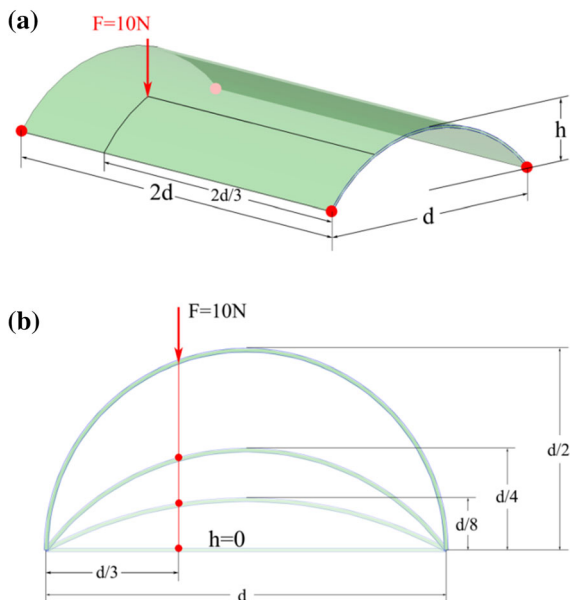 (a)
F=10N
h
2d
2d/3
d
(b)
F=10N
d/2
d/4
d/8
h=0
d/3
d